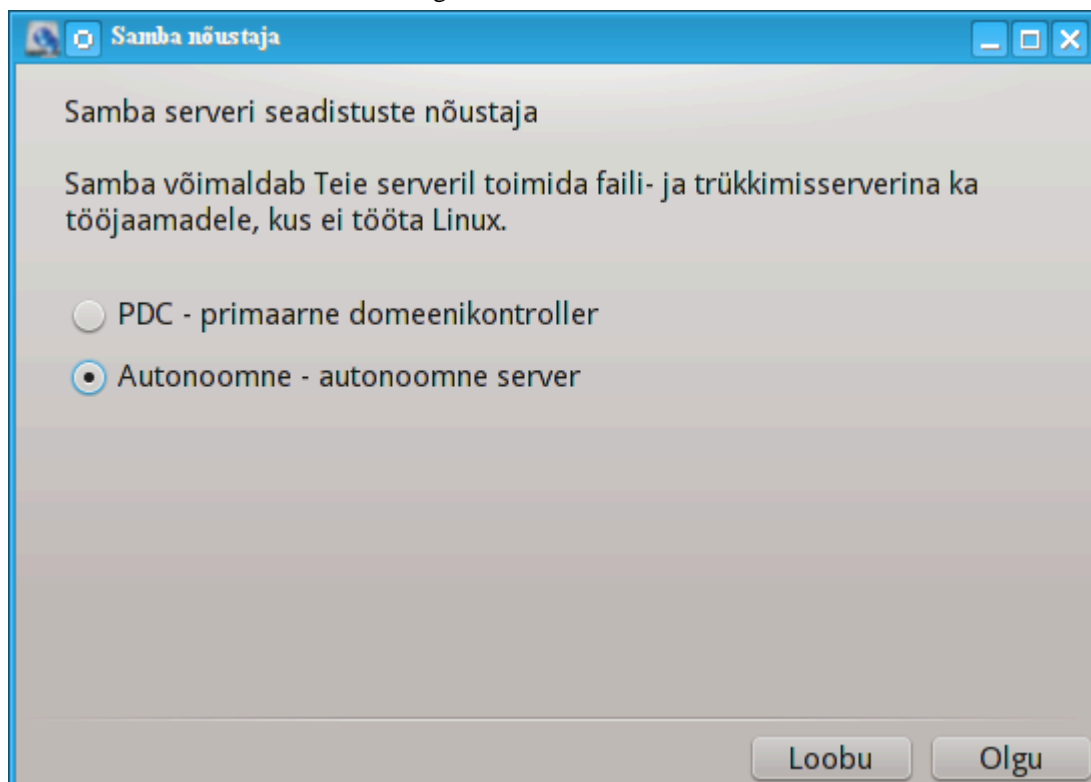 Samba nõustaja
Samba serveri seadistuste nõustaja
Samba võimaldab Teie serveril toimida faili- ja trükkimisserverina ka
tööjaamadele, kus ei tööta Linux.
PDC - primaarne domeenikontroller
Autonoomne - autonoomne server
Loobu
Olgu